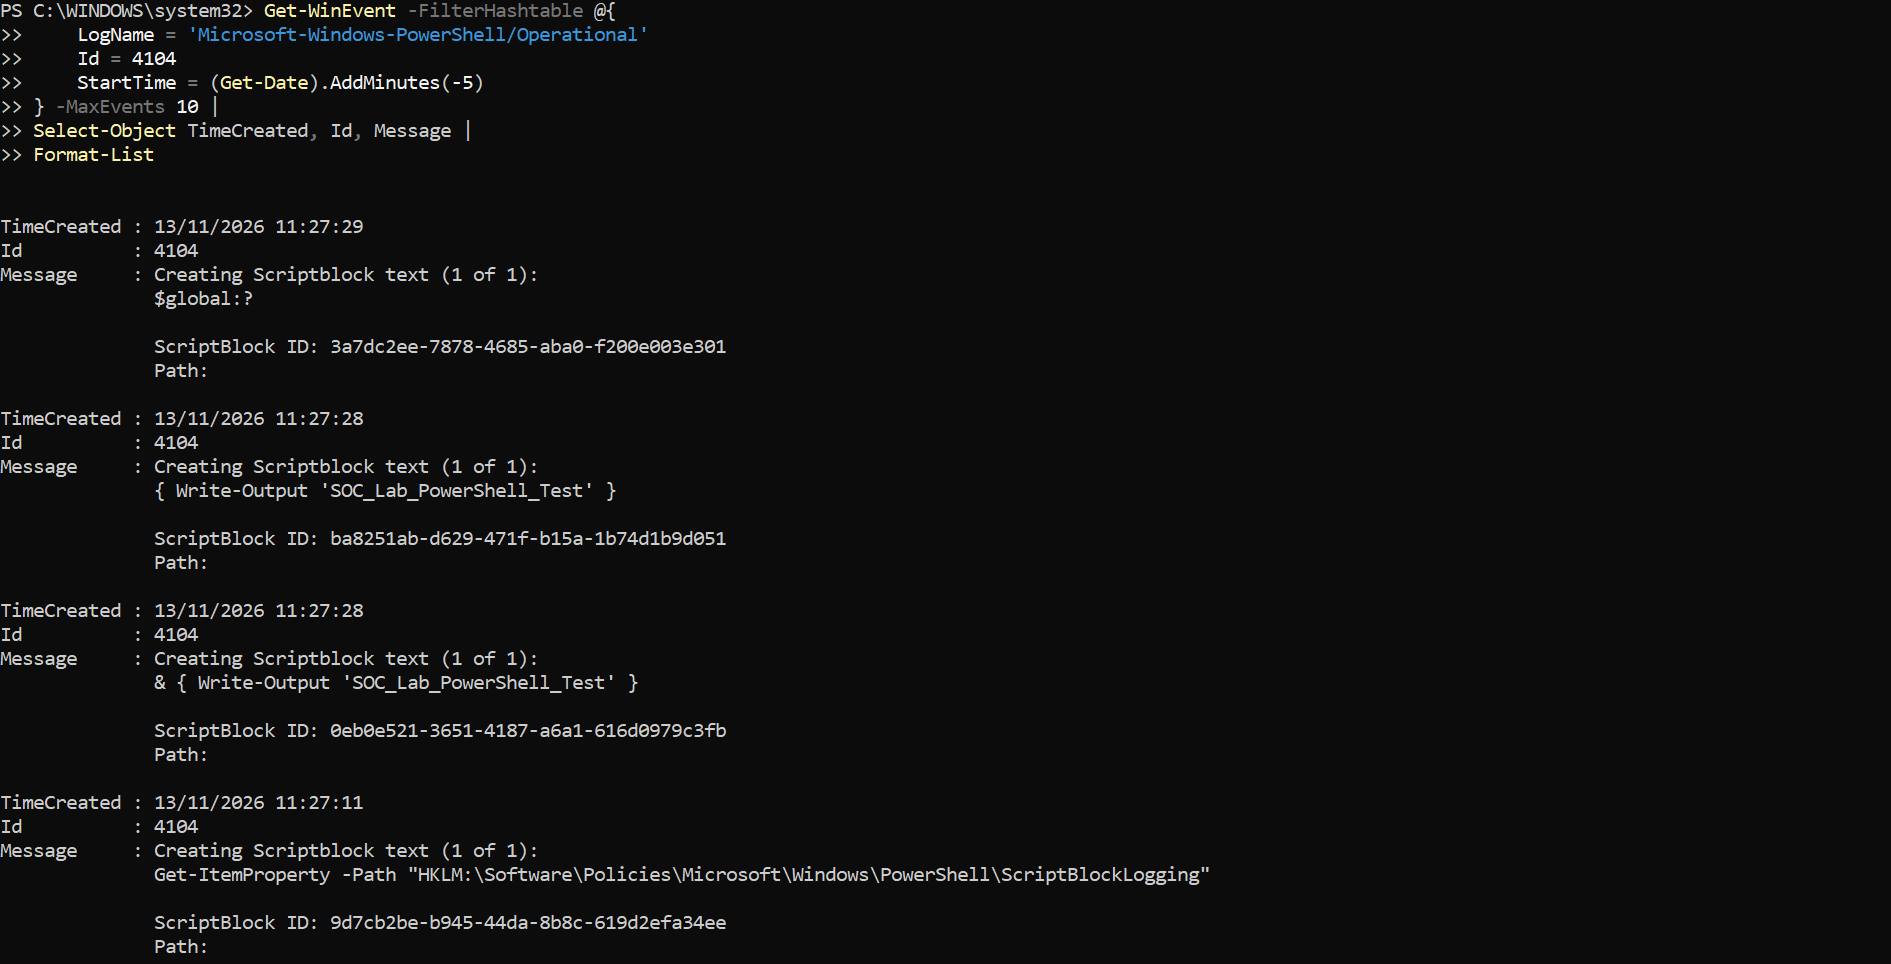 PS C:\WINDOWS\system32> Get-WinEvent -FilterHashtable @{
>>     LogName = 'Microsoft-Windows-PowerShell/Operational'
>>     Id = 4104
>>     StartTime = (Get-Date).AddMinutes(-5)
>> } -MaxEvents 10 |
>> Select-Object TimeCreated, Id, Message |
>> Format-List
TimeCreated : 13/11/2026 11:27:29
Id          : 4104
Message     : Creating Scriptblock text (1 of 1):
              $global:?
              ScriptBlock ID: 3a7dc2ee-7878-4685-aba0-f200e003e301
              Path:
TimeCreated : 13/11/2026 11:27:28
Id          : 4104
Message     : Creating Scriptblock text (1 of 1):
              { Write-Output 'SOC_Lab_PowerShell_Test' }
              ScriptBlock ID: ba8251ab-d629-471f-b15a-1b74d1b9d051
              Path:
TimeCreated : 13/11/2026 11:27:28
Id          : 4104
Message     : Creating Scriptblock text (1 of 1):
              & { Write-Output 'SOC_Lab_PowerShell_Test' }
              ScriptBlock ID: 0eb0e521-3651-4187-a6a1-616d0979c3fb
              Path:
TimeCreated : 13/11/2026 11:27:11
Id          : 4104
Message     : Creating Scriptblock text (1 of 1):
              Get-ItemProperty -Path "HKLM:\Software\Policies\Microsoft\Windows\PowerShell\ScriptBlockLogging"
              ScriptBlock ID: 9d7cb2be-b945-44da-8b8c-619d2efa34ee
              Path: